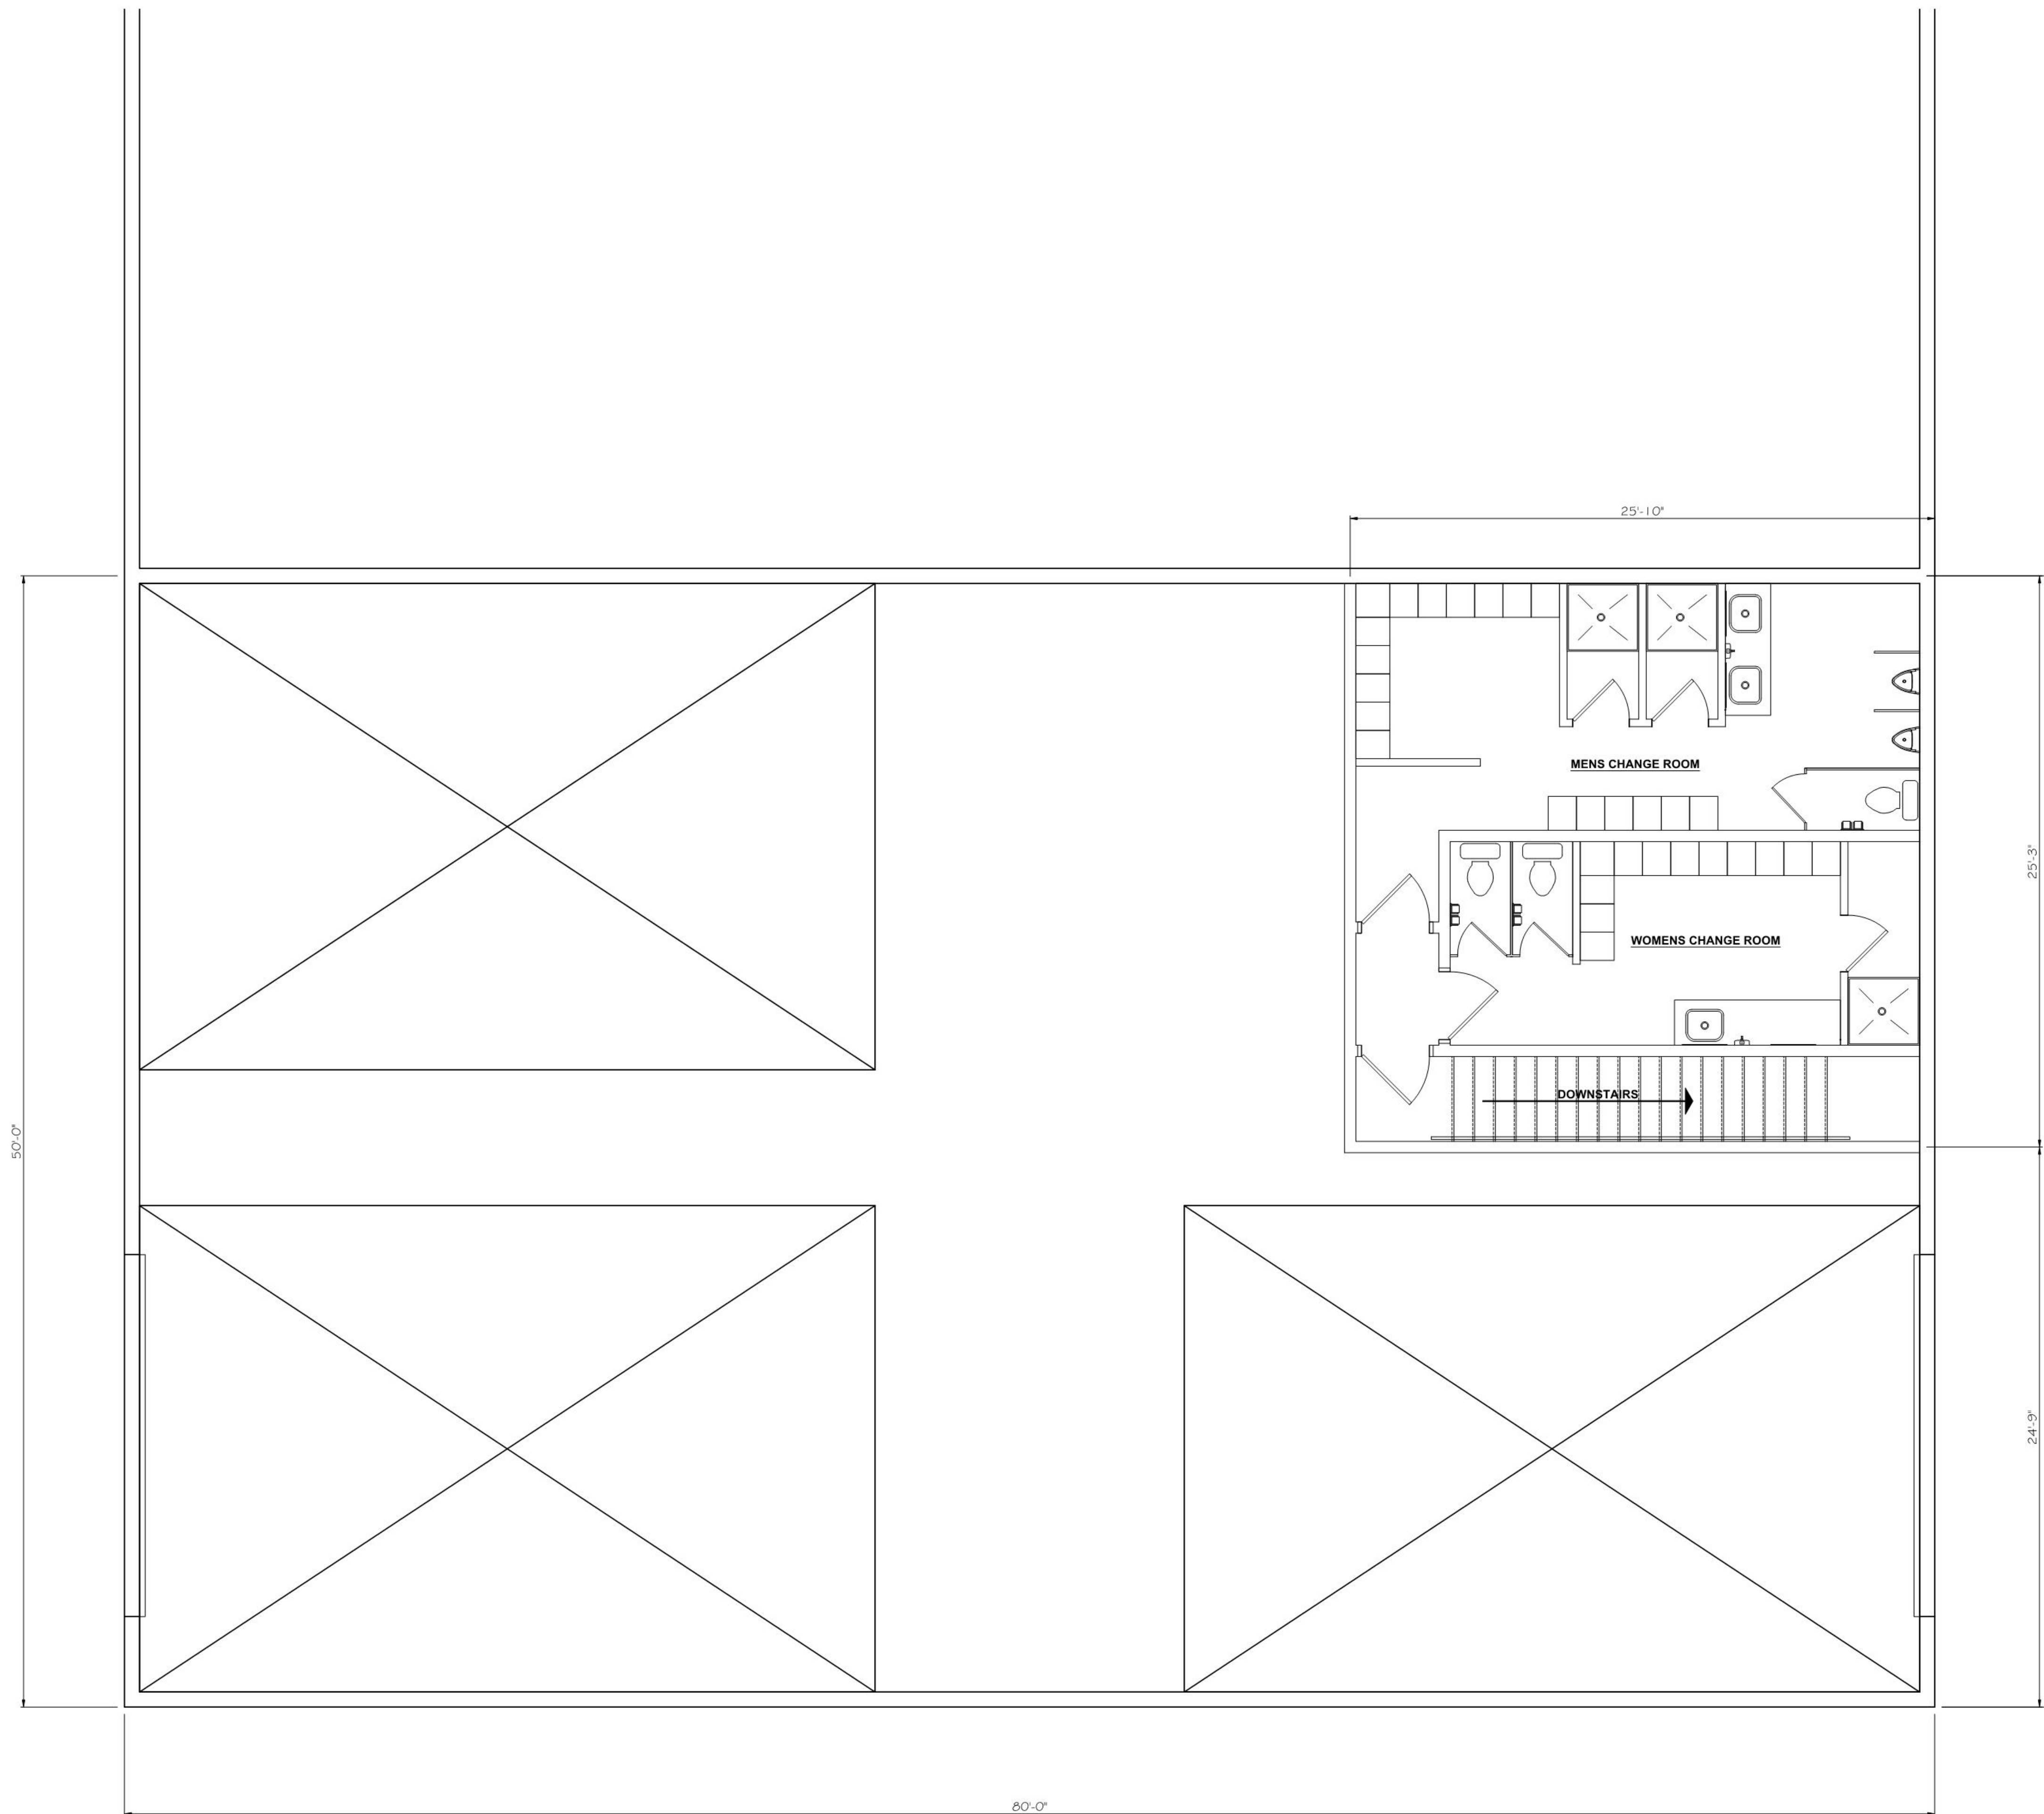 25'-10"
MENS CHANGE ROOM
25'-3"
WOMENS CHANGE ROOM
DOWNSTAIRS
50'-0"
24'-9"
80'-0"